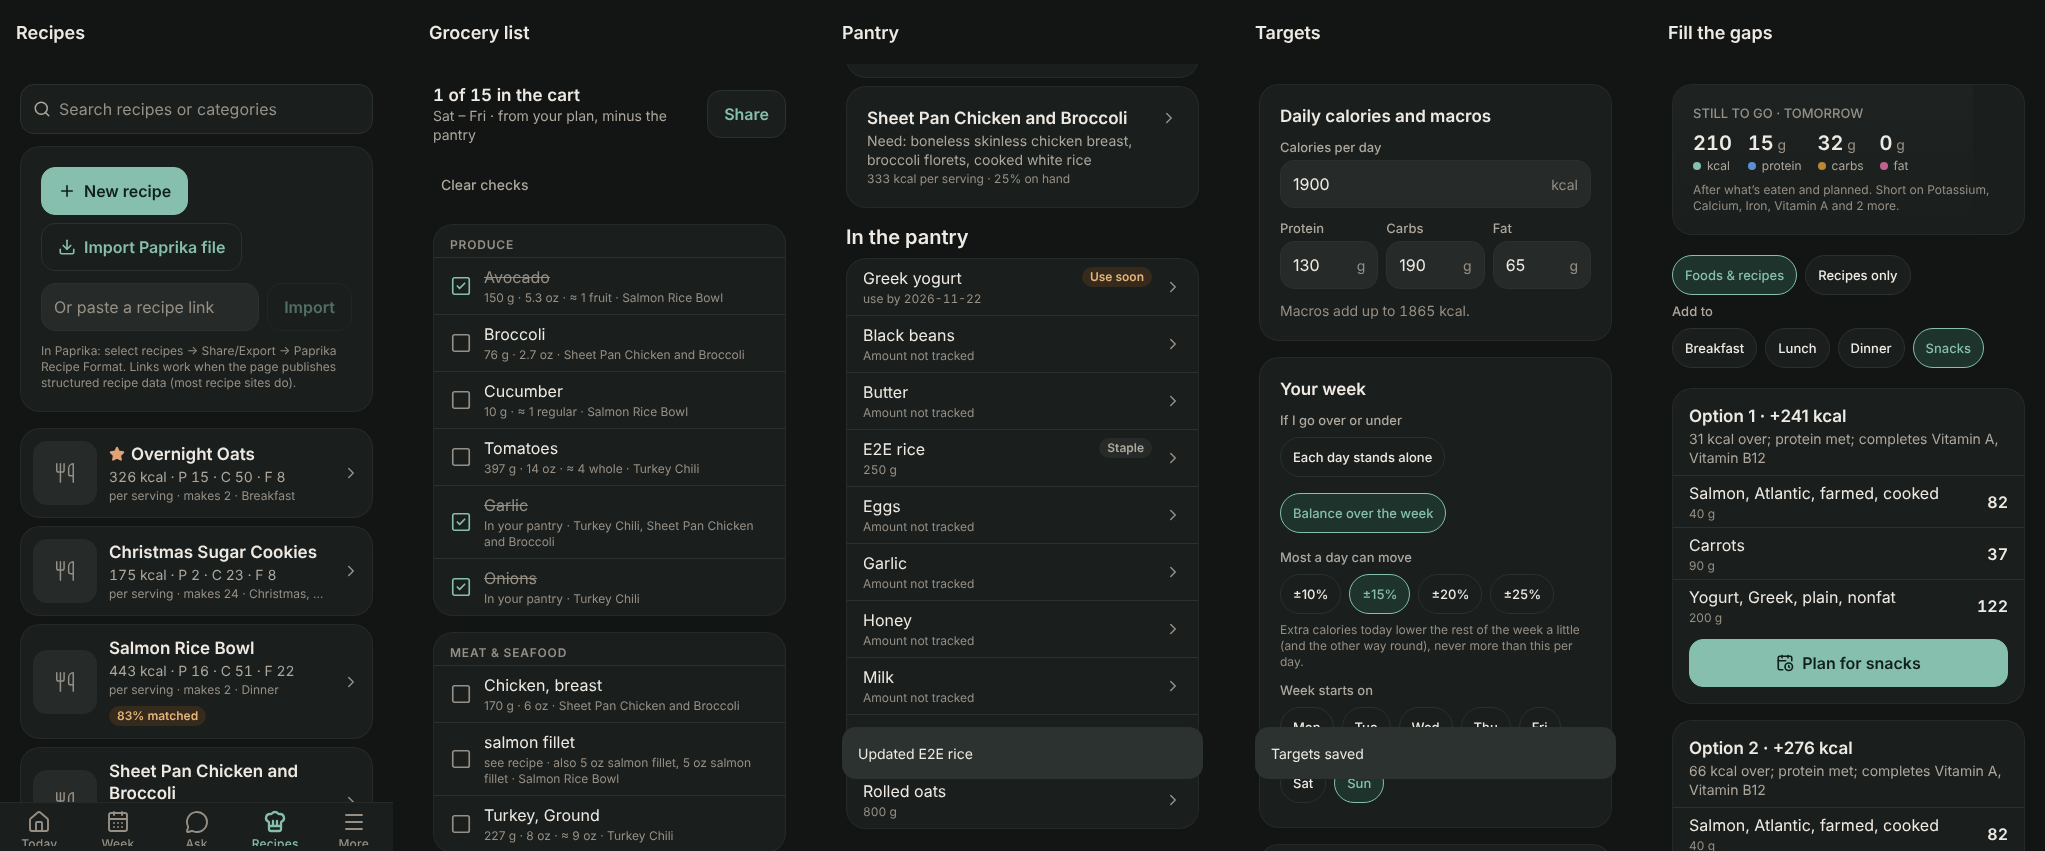 Recipes
Search recipes or categories
New recipe
Import Paprika file
Or paste a recipe link
Import
In Paprika: select recipes → Share/Export → Paprika
Recipe Format. Links work when the page publishes
structured recipe data (most recipe sites do).
Overnight Oats
326 kcal · P 15 · C 50 · F 8
per serving · makes 2 · Breakfast
Christmas Sugar Cookies
175 kcal · P 2 · C 23 · F 8
per serving · makes 24 · Christmas, ...
Salmon Rice Bowl
443 kcal · P 16 · C 51 · F 22
per serving · makes 2 · Dinner
83% matched
Sheet Pan Chicken and
Broccoli
Today
Week
Ask
Recipes
More
Grocery list
1 of 15 in the cart
Sat – Fri · from your plan, minus the
pantry
Share
Clear checks
PRODUCE
Avocado
150 g · 5.3 oz · ≈ 1 fruit · Salmon Rice Bowl
Broccoli
76 g · 2.7 oz · Sheet Pan Chicken and Broccoli
Cucumber
10 g · ≈ 1 regular · Salmon Rice Bowl
Tomatoes
397 g · 14 oz · ≈ 4 whole · Turkey Chili
Garlic
In your pantry · Turkey Chili, Sheet Pan Chicken
and Broccoli
Onions
In your pantry · Turkey Chili
MEAT & SEAFOOD
Chicken, breast
170 g · 6 oz · Sheet Pan Chicken and Broccoli
salmon fillet
see recipe · also 5 oz salmon fillet, 5 oz salmon
fillet · Salmon Rice Bowl
Turkey, Ground
227 g · 8 oz · ≈ 9 oz · Turkey Chili
Pantry
Sheet Pan Chicken and Broccoli
Need: boneless skinless chicken breast,
broccoli florets, cooked white rice
333 kcal per serving · 25% on hand
In the pantry
Greek yogurt
Use soon
use by 2026-11-22
Black beans
Amount not tracked
Butter
Amount not tracked
E2E rice
Staple
250 g
Eggs
Amount not tracked
Garlic
Amount not tracked
Honey
Amount not tracked
Milk
Amount not tracked
Updated E2E rice
Rolled oats
800 g
Targets
Daily calories and macros
Calories per day
1900 kcal
Protein Carbs Fat
130 g 190 g 65 g
Macros add up to 1865 kcal.
Your week
If I go over or under
Each day stands alone
Balance over the week
Most a day can move
±10% ±15% ±20% ±25%
Extra calories today lower the rest of the week a little
(and the other way round), never more than this per
day.
Week starts on
Mon Tue Wed Thu Fri
Targets saved
Sat Sun
Fill the gaps
STILL TO GO · TOMORROW
210 15 g 32 g 0 g
kcal protein carbs fat
After what's eaten and planned. Short on Potassium,
Calcium, Iron, Vitamin A and 2 more.
Foods & recipes
Recipes only
Add to
Breakfast Lunch Dinner Snacks
Option 1 · +241 kcal
31 kcal over; protein met; completes Vitamin A,
Vitamin B12
Salmon, Atlantic, farmed, cooked
40 g
82
Carrots
90 g
37
Yogurt, Greek, plain, nonfat
200 g
122
Plan for snacks
Option 2 · +276 kcal
66 kcal over; protein met; completes Vitamin A,
Vitamin B12
Salmon, Atlantic, farmed, cooked
40 g
82